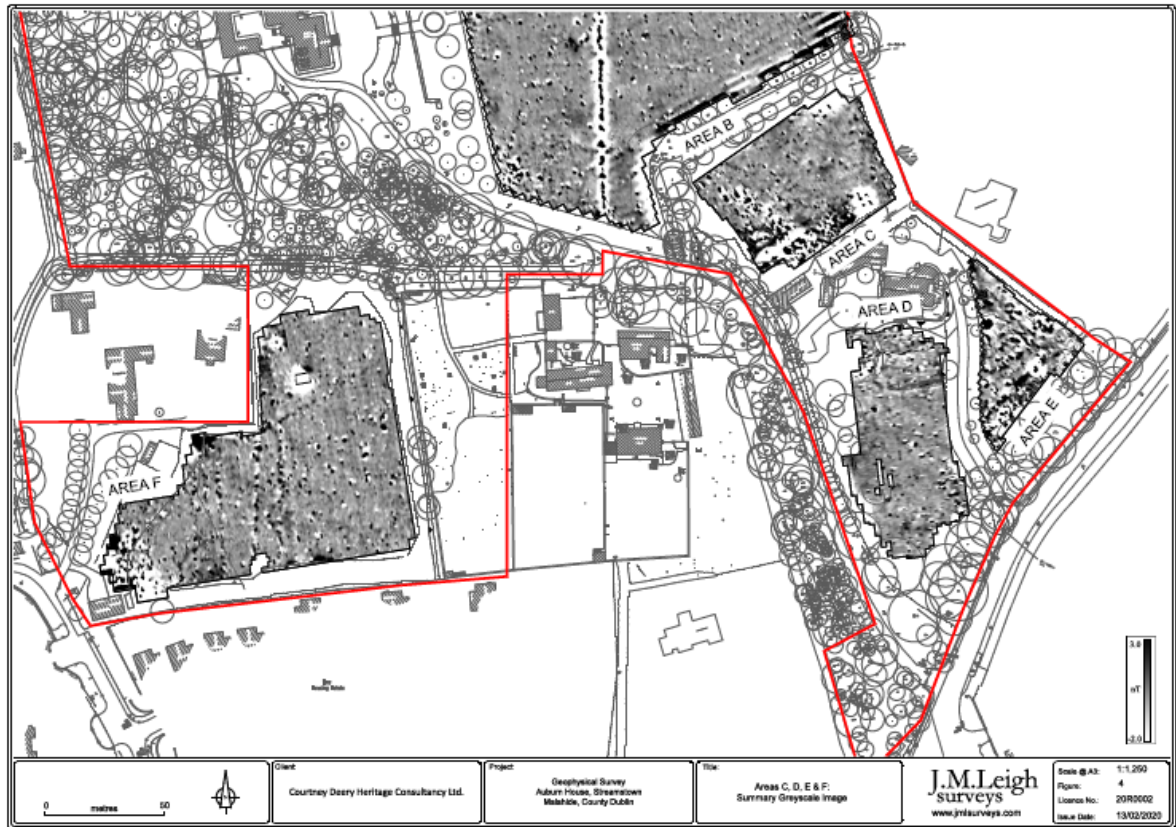 AREA B
AREA C
AREA D
AREA E
AREA F
Housing Estate
3.0
nT
-2.0
0 metres 50
Client
Courtney Deery Heritage Consultancy Ltd.
Project:
Geophysical Survey
Auburn House, Streamstown
Malahide, County Dublin
Title:
Areas C, D, E & F:
Summary Greyscale Image
J.M.Leigh
surveys
www.jmlsurveys.com
Scale @ A3: 1:1,250
Figure: 4
Licence No.: 20R0002
Issue Date: 13/02/2020